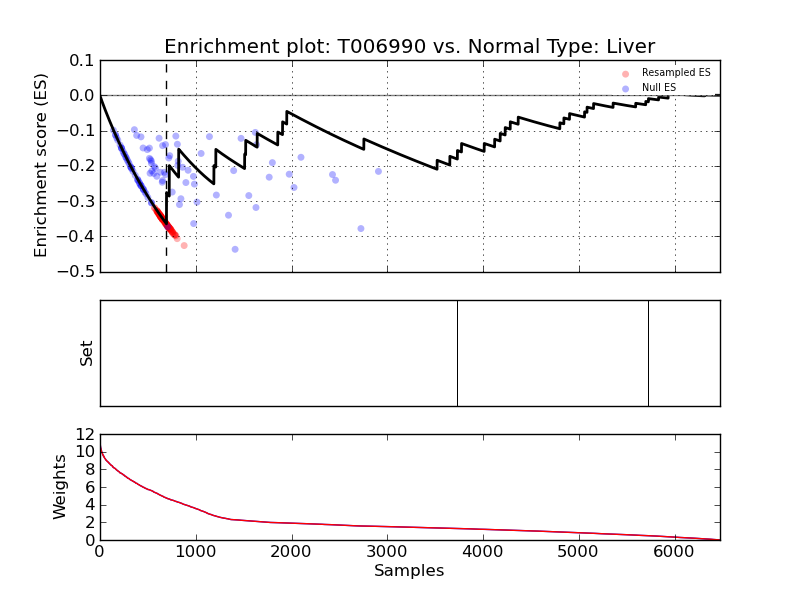 Enrichment plot: T006990 vs. Normal Type: Liver
Enrichment score (ES)
0.1
0.0
−0.1
−0.2
−0.3
−0.4
−0.5
Resampled ES
Null ES
Set
Weights
12
10
8
6
4
2
0
0 1000 2000 3000 4000 5000 6000
Samples